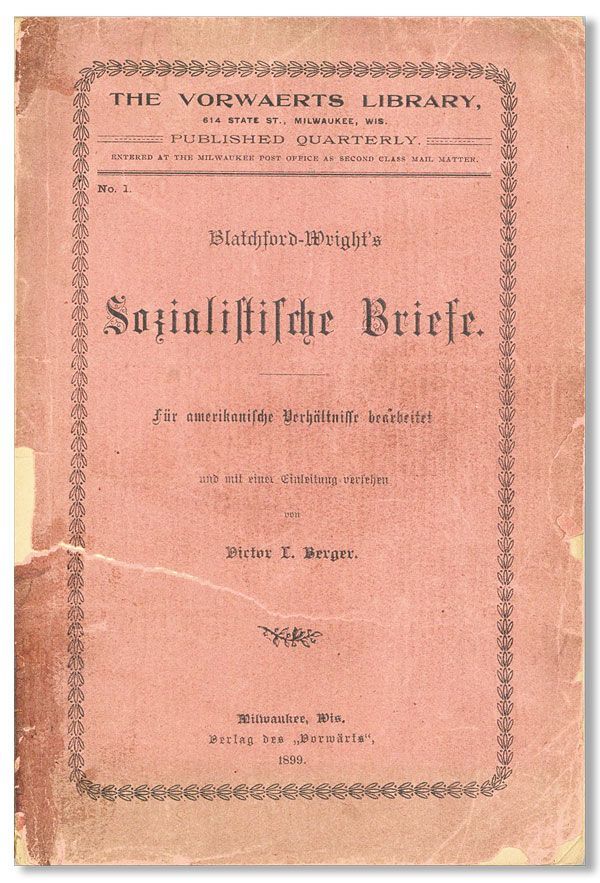 THE VORWAERTS LIBRARY,
614 STATE ST., MILWAUKEE, WIS.
PUBLISHED QUARTERLY.
ENTERED AT THE MILWAUKEE POST OFFICE AS SECOND CLASS MAIL MATTER.
No. 1.
Blatchford-Wright's
Sozialistische Briefe.
Für amerikanische Verhältnisse bearbeitet
und mit einer Einleitung versehen
von
Victor L. Berger.
Milwaukee, Wis.
Verlag des „Vorwärts“,
1899.